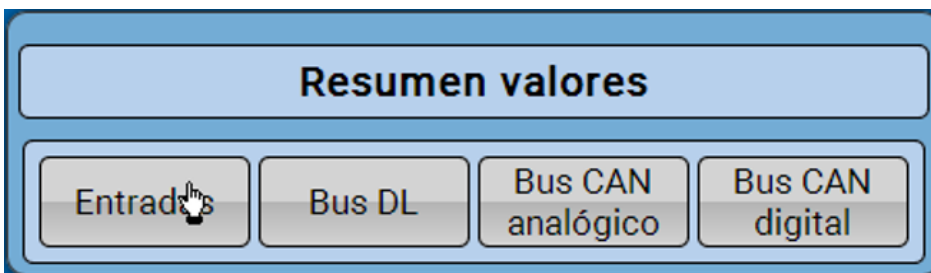 Resumen valores
Entradas
Bus DL
Bus CAN
analógico
Bus CAN
digital